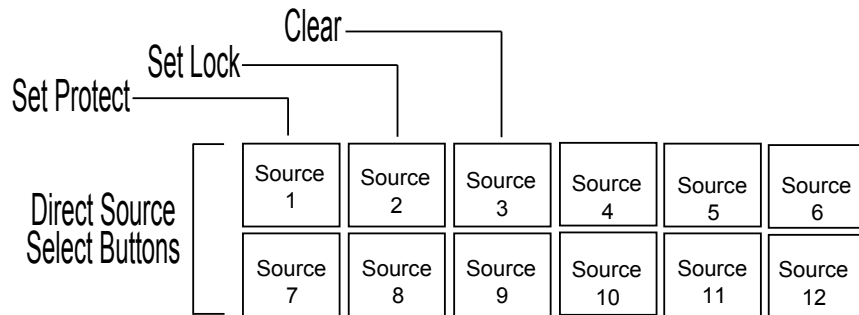 Clear
Set Lock
Set Protect
Direct Source
Select Buttons
Source
1
Source
2
Source
3
Source
4
Source
5
Source
6
Source
7
Source
8
Source
9
Source
10
Source
11
Source
12